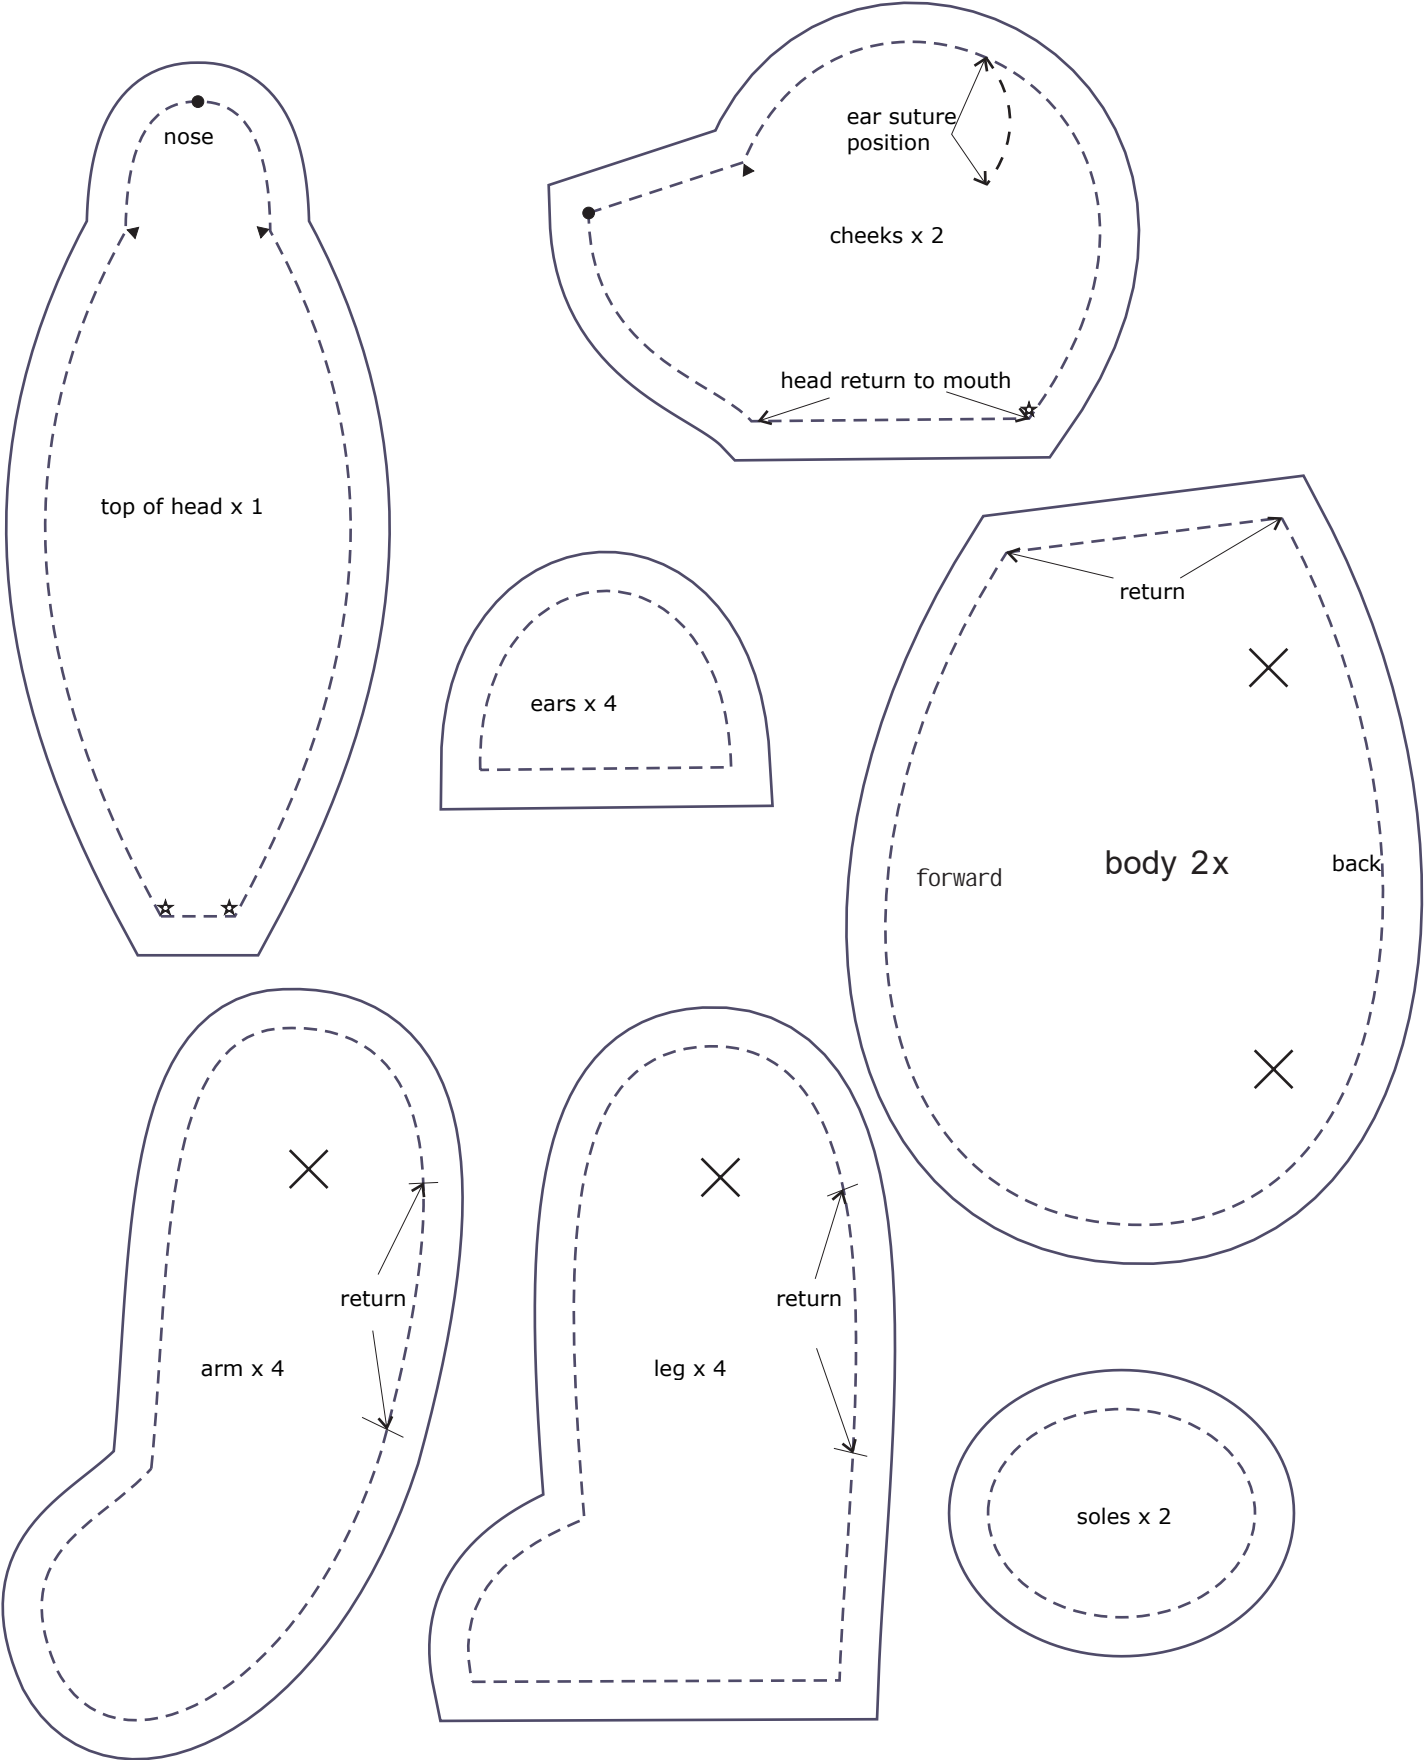 nose
ear suture
position
cheeks x 2
head return to mouth
top of head x 1
return
ears x 4
forward
body 2x
back
return
arm x 4
return
leg x 4
soles x 2